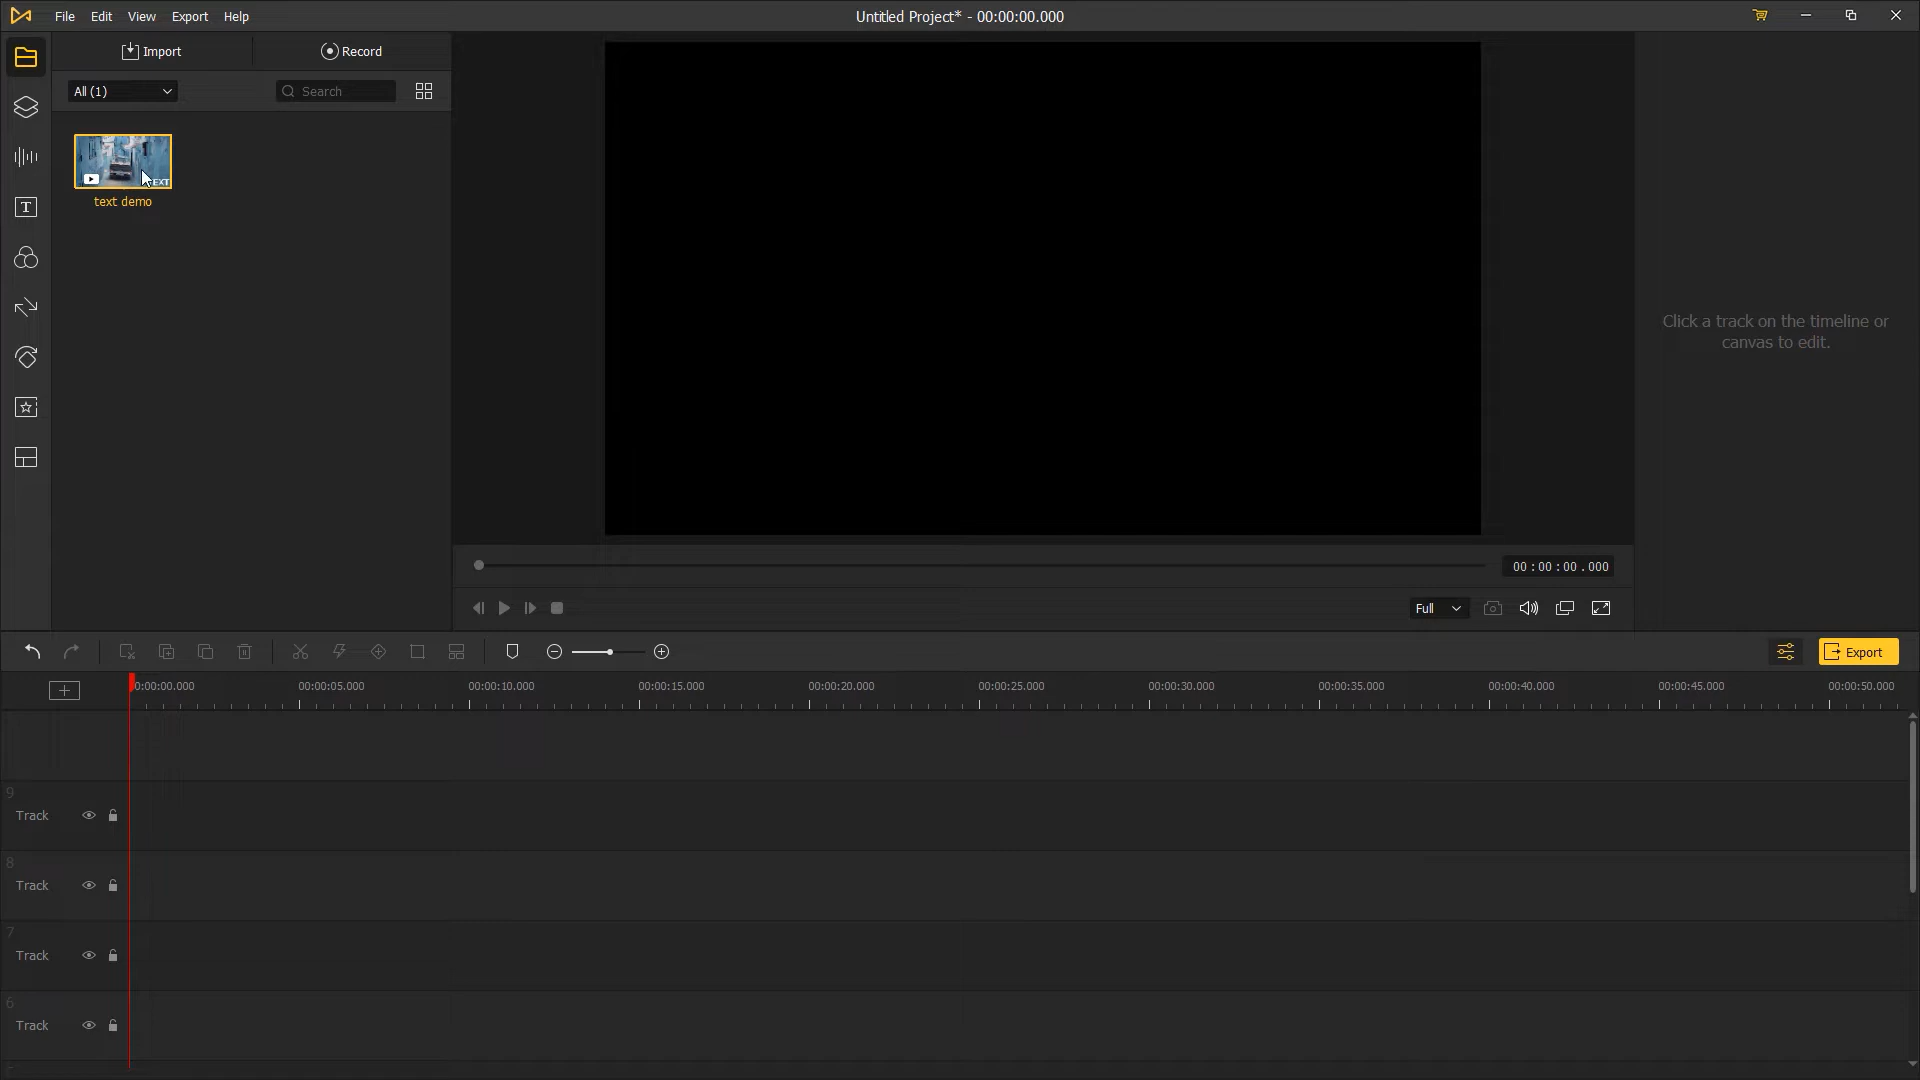 File Edit View Export Help
Untitled Project* - 00:00:00.000
Import Record
All (1) Search
text demo
Click a track on the timeline or
canvas to edit.
00 : 00 : 00 . 000
Full
Export
0:00:00.000 00:00:05.000 00:00:10.000 00:00:15.000 00:00:20.000 00:00:25.000 00:00:30.000 00:00:35.000 00:00:40.000 00:00:45.000 00:00:50.000
9
Track
8
Track
7
Track
6
Track